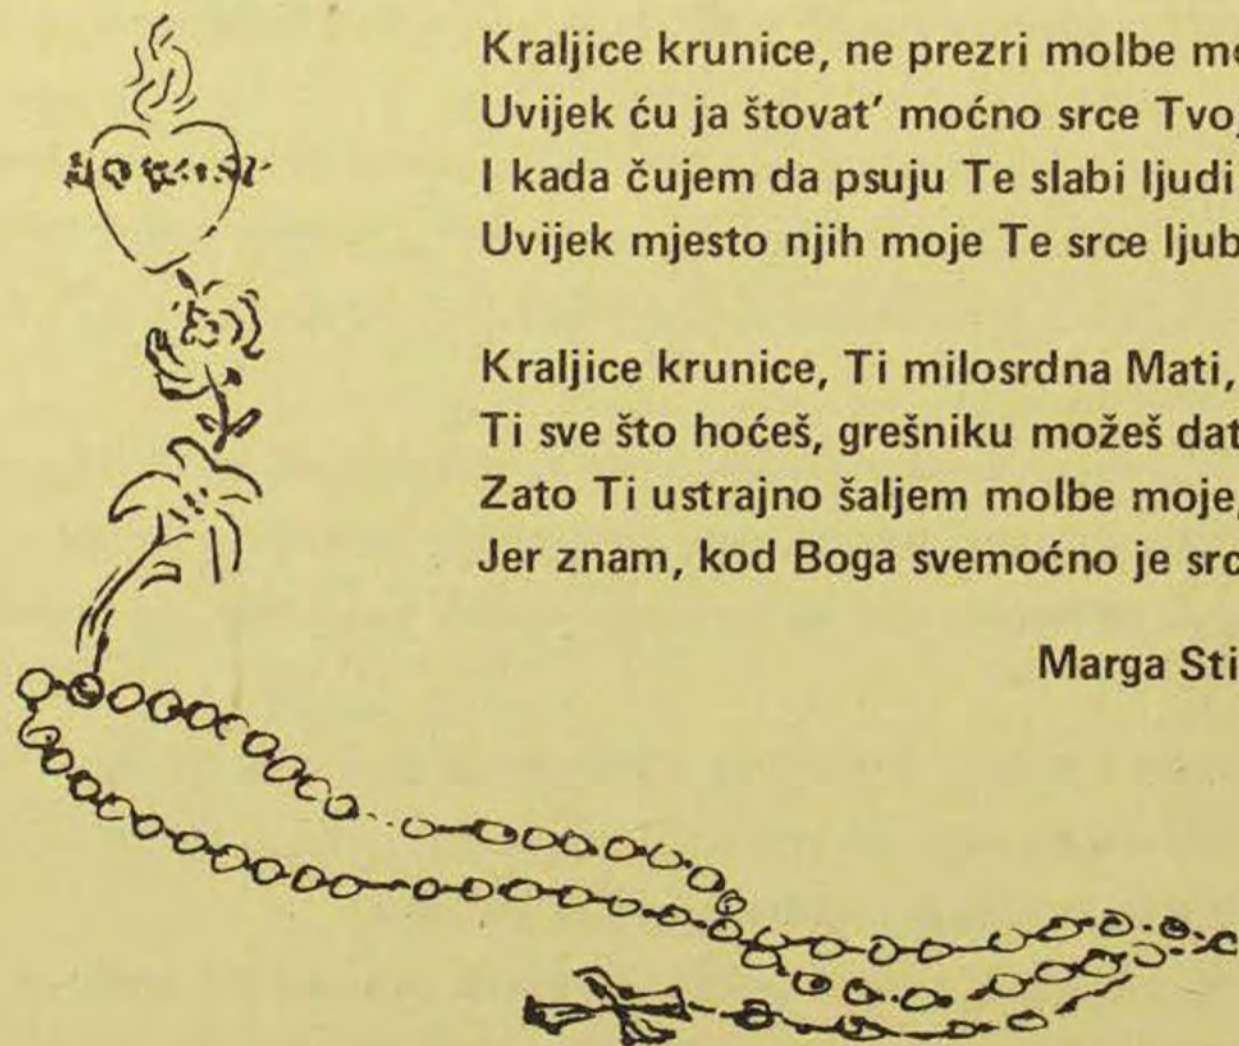 Kraljice krunice, ne prezri molbe
Uvijek ću ja štovat' moćno srce
I kada čujem da psuju Te slabi ljudi
Uvijek mjesto njih moje Te srce
Kraljice krunice, Ti milosrdna Mati,
Ti sve što hoćeš, grešniku možeš
Zato Ti ustrajno šaljem molbe moje,
Jer znam, kod Boga svemoćno je
Marga